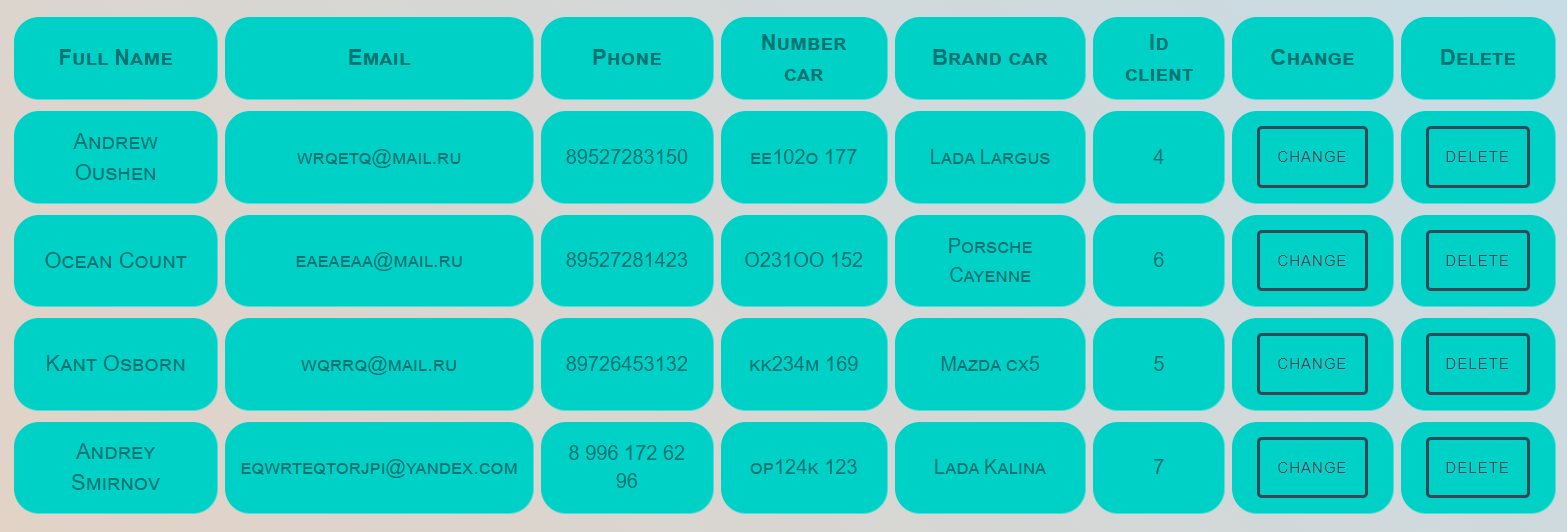 Full Name Email Phone Number car Brand car Id client Change Delete
Andrew Oushen wrqetq@mail.ru 89527283150 ee102o 177 Lada Largus 4 CHANGE DELETE
Ocean Count eaeaeaa@mail.ru 89527281423 O231OO 152 Porsche Cayenne 6 CHANGE DELETE
Kant Osborn wqrrq@mail.ru 89726453132 kk234m 169 Mazda cx5 5 CHANGE DELETE
Andrey Smirnov eqwrteqtorjpi@yandex.com 8 996 172 62 96 op124k 123 Lada Kalina 7 CHANGE DELETE